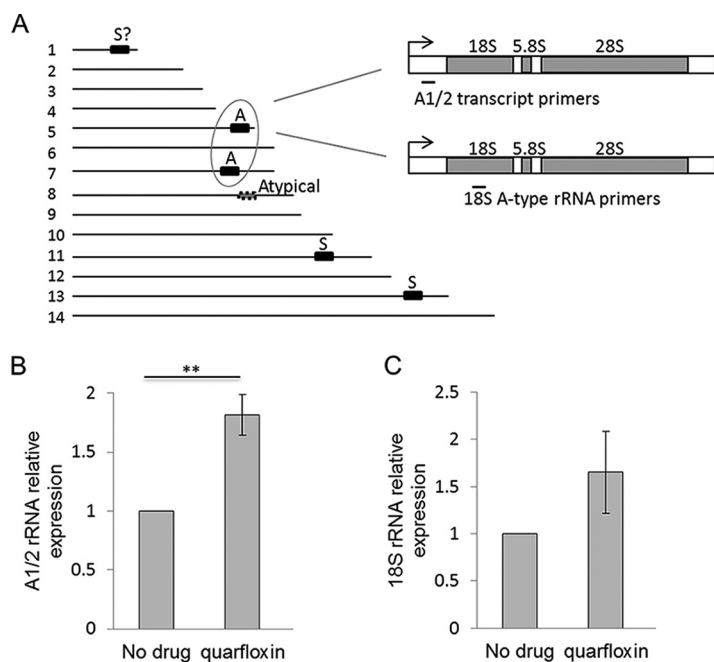 A
S?
1
2
3
4
A
5
6
A
7
Atypical
8
9
10
S
11
12
S
13
14
18S 5.8S 28S
A1/2 transcript primers
18S 5.8S 28S
18S A-type rRNA primers
B
**
2
1.5
1
0.5
0
A1/2 rRNA relative
expression
No drug quarfloxin
C
2.5
2
1.5
1
0.5
0
18S rRNA relative
expression
No drug quarfloxin